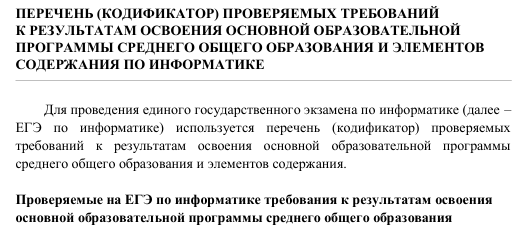 ПЕРЕЧЕНЬ (КОДИФИКАТОР) ПРОВЕРЯЕМЫХ ТРЕБОВАНИЙ
К РЕЗУЛЬТАТАМ ОСВОЕНИЯ ОСНОВНОЙ ОБРАЗОВАТЕЛЬНОЙ
ПРОГРАММЫ СРЕДНЕГО ОБЩЕГО ОБРАЗОВАНИЯ И ЭЛЕМЕНТОВ
СОДЕРЖАНИЯ ПО ИНФОРМАТИКЕ
Для проведения единого государственного экзамена по информатике (далее –
ЕГЭ по информатике) используется перечень (кодификатор) проверяемых
требований к результатам освоения основной образовательной программы
среднего общего образования и элементов содержания.
Проверяемые на ЕГЭ по информатике требования к результатам освоения
основной образовательной программы среднего общего образования